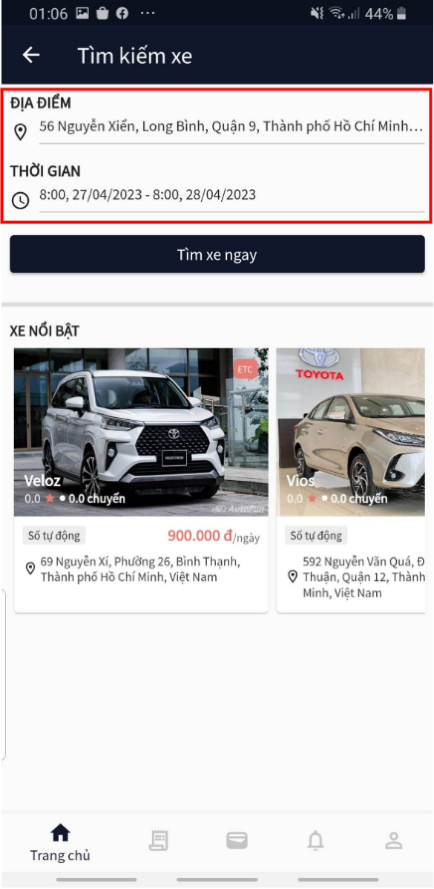 01:06
44%
Tìm kiếm xe
ĐỊA ĐIỂM
56 Nguyễn Xiển, Long Bình, Quận 9, Thành phố Hồ Chí Minh...
THỜI GIAN
8:00, 27/04/2023 - 8:00, 28/04/2023
Tìm xe ngay
XE NỔI BẬT
ETC
Veloz
0.0 ★ • 0.0 chuyến
Số tự động
900.000 đ/ngày
69 Nguyễn Xí, Phường 26, Bình Thạnh,
Thành phố Hồ Chí Minh, Việt Nam
TOYOTA
Vios
0.0 ★ • 0.0 chuyến
Số tự động
592 Nguyễn Văn Quá, Đ
Thuận, Quận 12, Thành
Minh, Việt Nam
Trang chủ